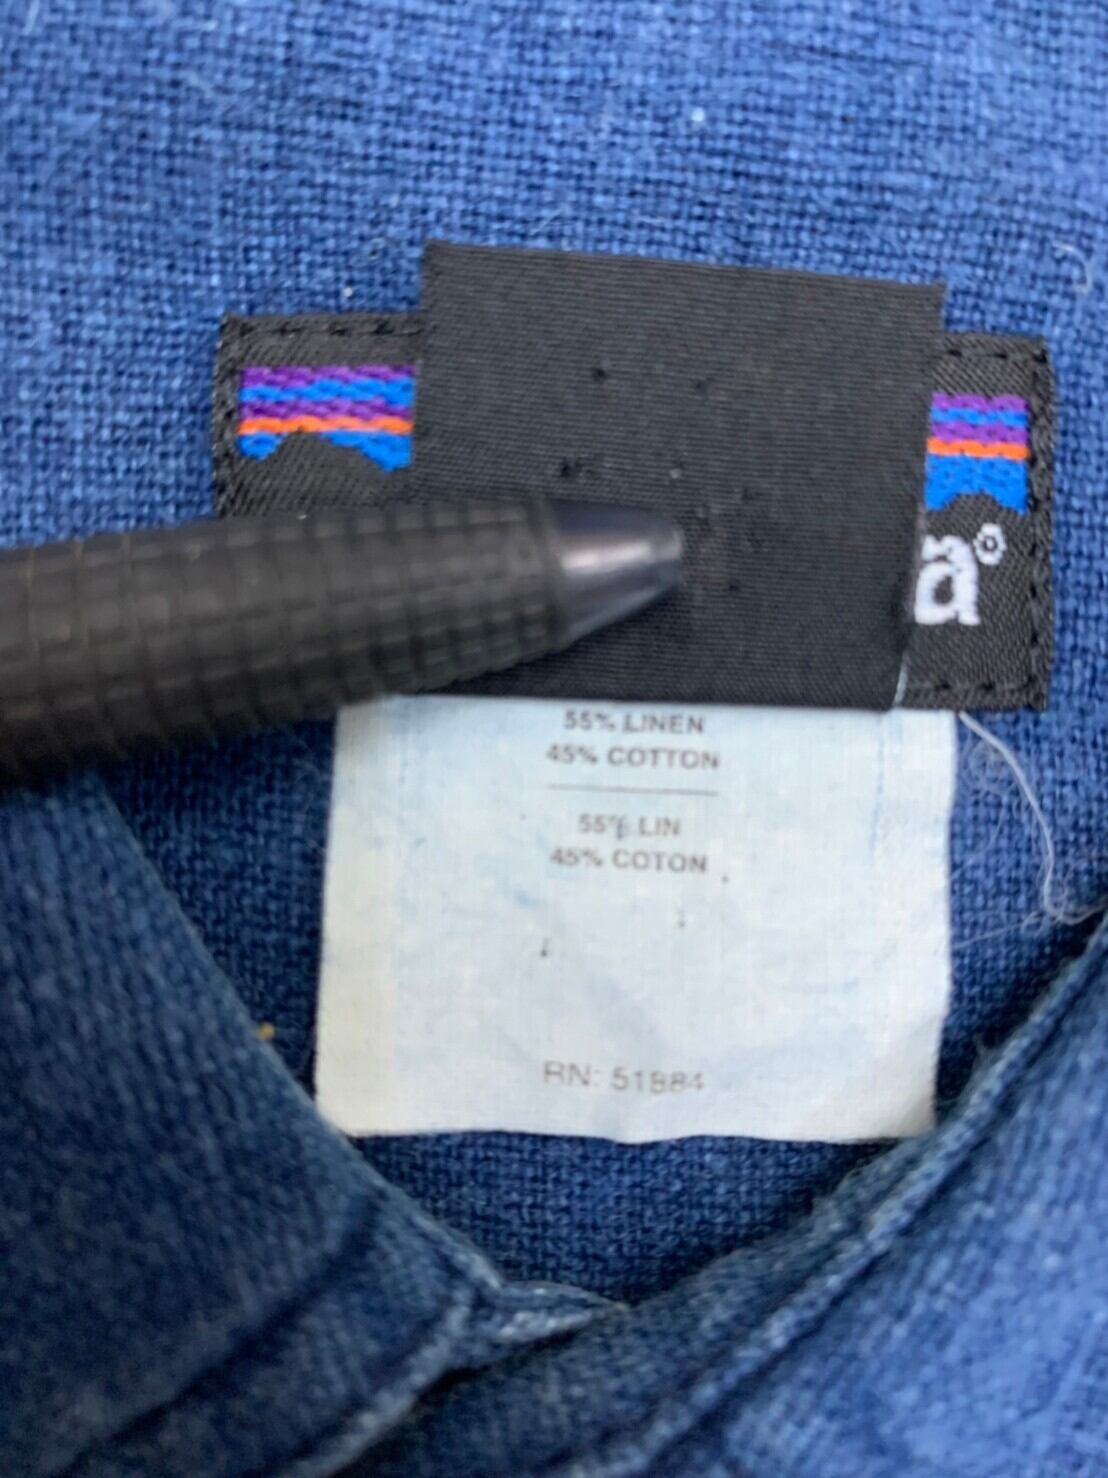 a°
55% LINEN
45% COTTON
55% LIN
45% COTON
RN: 51884